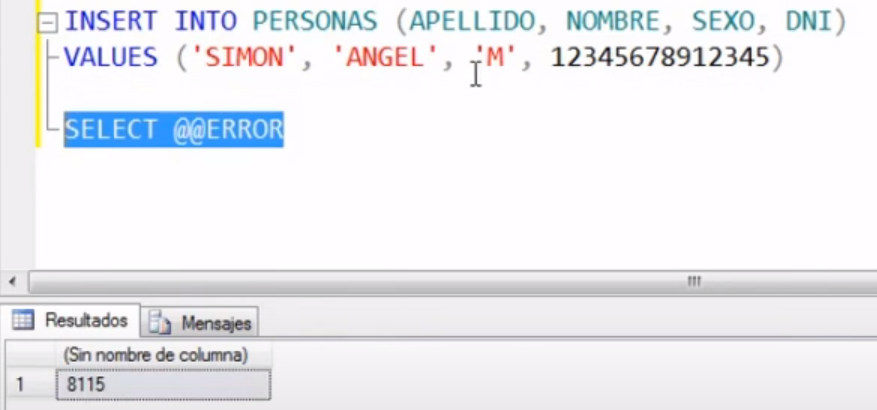 INSERT INTO PERSONAS (APELLIDO, NOMBRE, SEXO, DNI)
VALUES ('SIMON', 'ANGEL', 'M', 12345678912345)
SELECT @@ERROR
Resultados Mensajes
(Sin nombre de columna)
1 8115